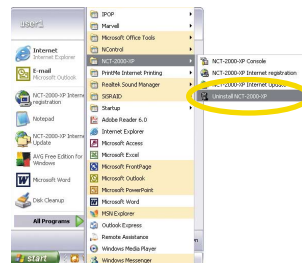 user1
Internet
Internet Explorer
E-mail
Microsoft Outlook
NCT-2000-XP Interne
registration
Notepad
NCT-2000-XP Interne
Update
AVG Free Edition for
Windows
Microsoft Word
Disk Cleanup
All Programs
start
IPOP
Marvell
Microsoft Office Tools
NControl
NCT-2000-XP
PrintMe Internet Printing
Realtek Sound Manager
SSRAID
Startup
Adobe Reader 6.0
Internet Explorer
Microsoft Access
Microsoft Excel
Microsoft FrontPage
Microsoft Outlook
Microsoft PowerPoint
Microsoft Word
MSN Explorer
Outlook Express
Remote Assistance
Windows Media Player
Windows Messenger
NCT-2000-XP Console
NCT-2000-XP Internet registration
NCT-2000-XP Internet Update
Uninstall NCT-2000-XP